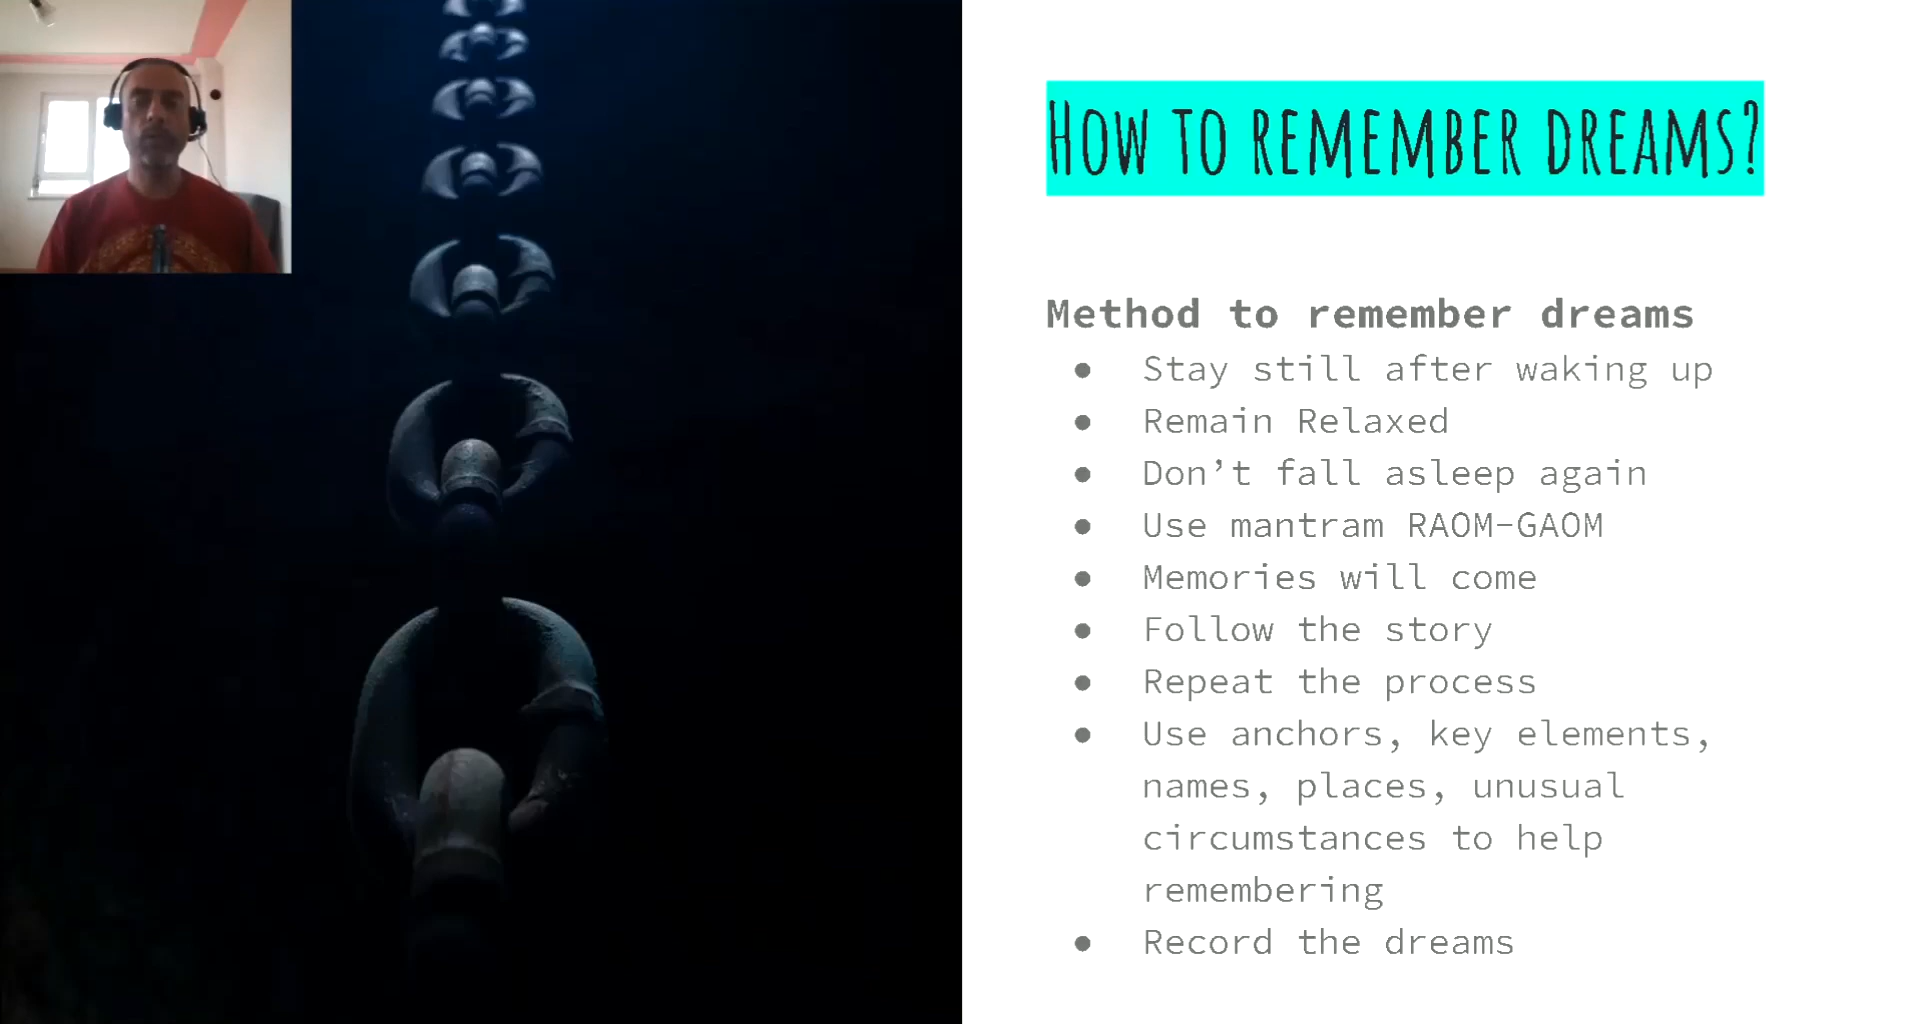 How to remember dreams?
Method to remember dreams
● Stay still after waking up
● Remain Relaxed
● Don’t fall asleep again
● Use mantram RAOM-GAOM
● Memories will come
● Follow the story
● Repeat the process
● Use anchors, key elements,
names, places, unusual
circumstances to help
remembering
● Record the dreams